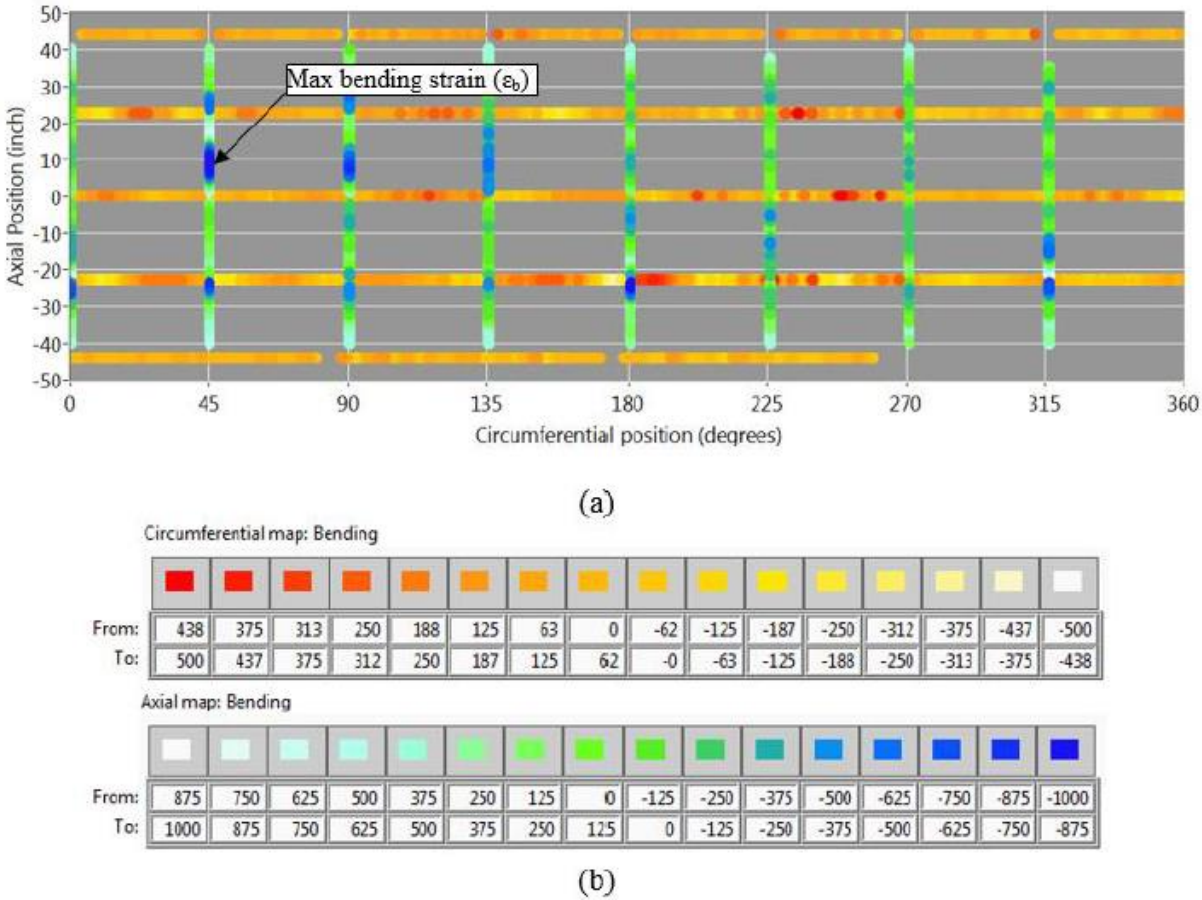 50
40
30
20
10
0
-10
-20
-30
-40
-50
Axial Position (inch)
Max bending strain (εb)
0 45 90 135 180 225 270 315 360
Circumferential position (degrees)
(a)
Circumferential map: Bending
From: 438 375 313 250 188 125 63 0 -62 -125 -187 -250 -312 -375 -437 -500
To: 500 437 375 312 250 187 125 62 -0 -63 -125 -188 -250 -313 -375 -438
Axial map: Bending
From: 875 750 625 500 375 250 125 0 -125 -250 -375 -500 -625 -750 -875 -1000
To: 1000 875 750 625 500 375 250 125 0 -125 -250 -375 -500 -625 -750 -875
(b)